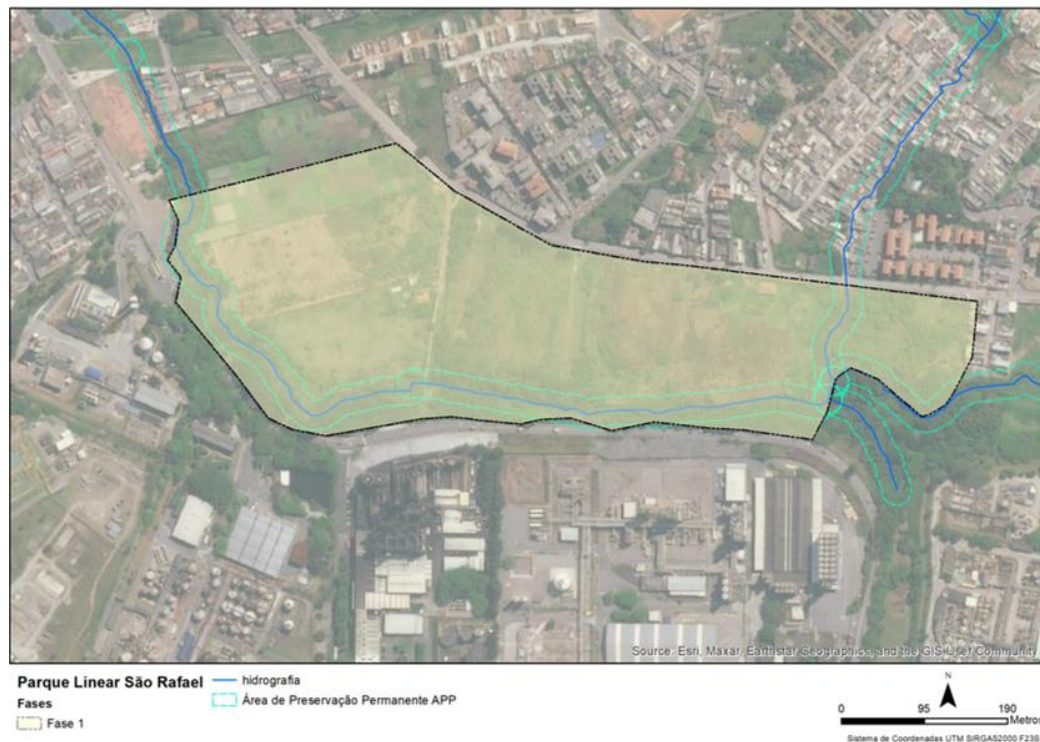 Source: Esri, Maxar, Earthstar Geographics, and the GIS User Community
Parque Linear São Rafael
Fases
Fase 1
hidrografia
Área de Preservação Permanente APP
N
0 95 190
Metros
Sistema de Coordenadas UTM SIRGAS2000 F23S